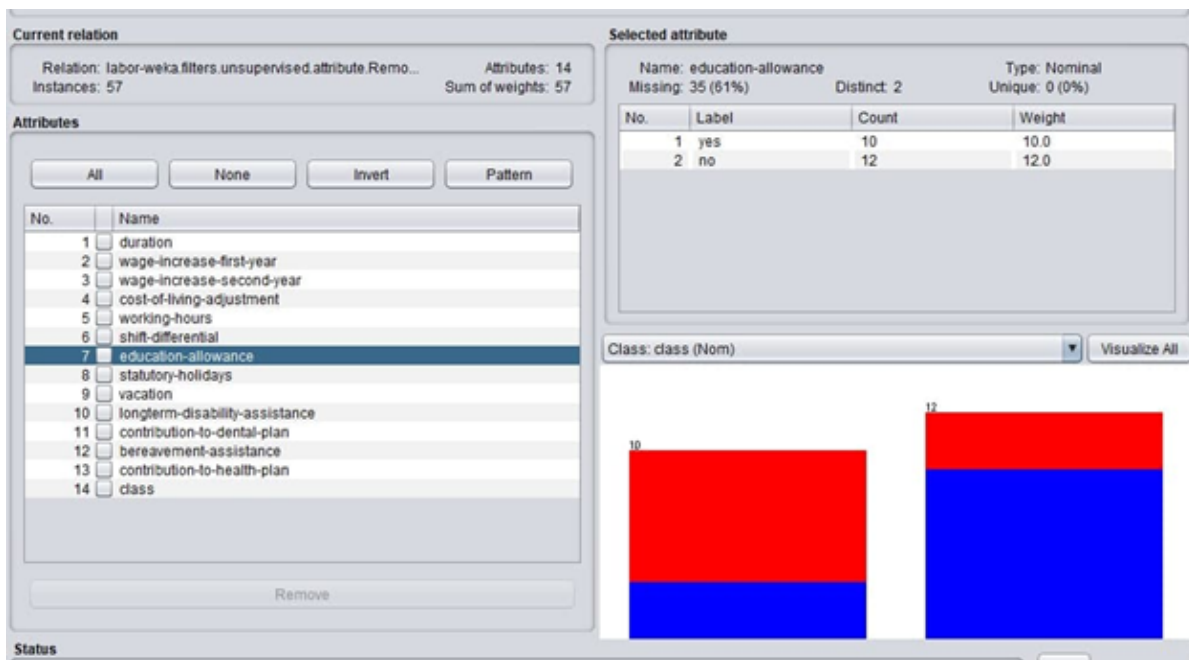 Current relation
Relation: labor-weka.filters.unsupervised.attribute.Remo... Attributes: 14
Instances: 57 Sum of weights: 57
Attributes
All None Invert Pattern
No. Name
1 duration
2 wage-increase-first-year
3 wage-increase-second-year
4 cost-of-living-adjustment
5 working-hours
6 shift-differential
7 education-allowance
8 statutory-holidays
9 vacation
10 longterm-disability-assistance
11 contribution-to-dental-plan
12 bereavement-assistance
13 contribution-to-health-plan
14 class
Remove
Status
Selected attribute
Name: education-allowance Type: Nominal
Missing: 35 (61%) Distinct: 2 Unique: 0 (0%)
No. Label Count Weight
1 yes 10 10.0
2 no 12 12.0
Class: class (Nom) Visualize All
10
12